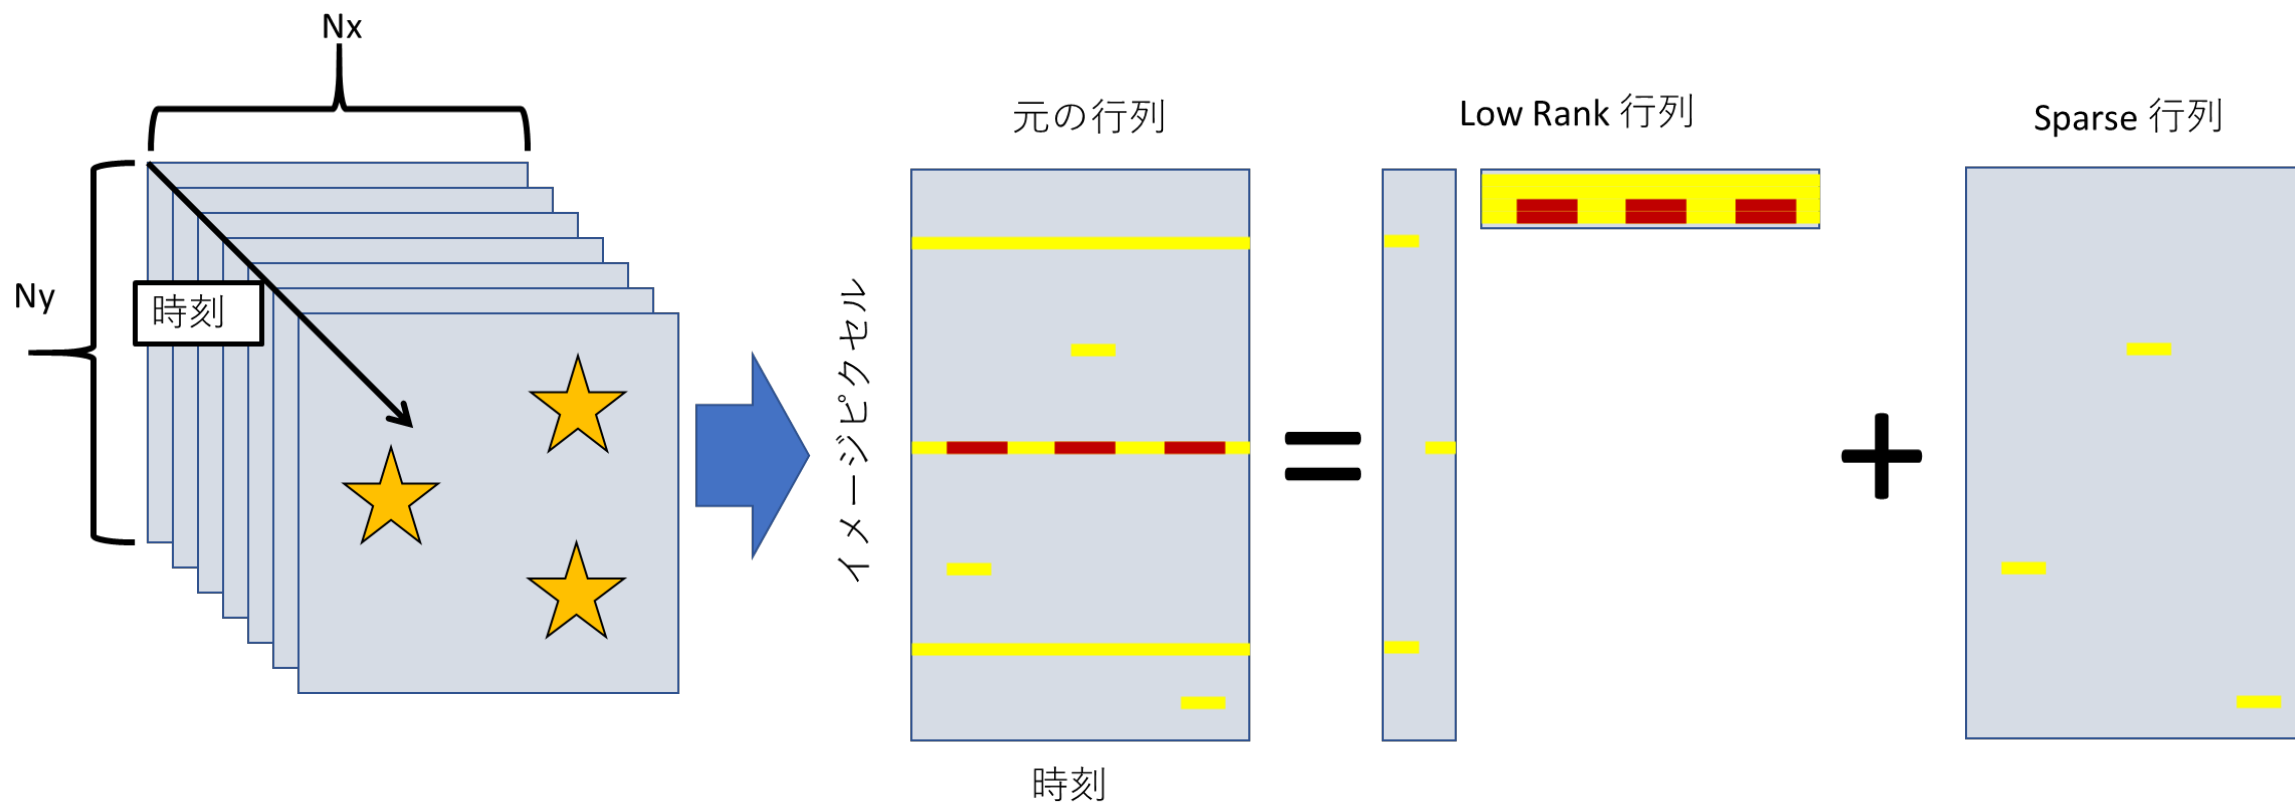 Nx
Ny
時刻
元の行列
イメージピクセル
時刻
Low Rank 行列
Sparse 行列